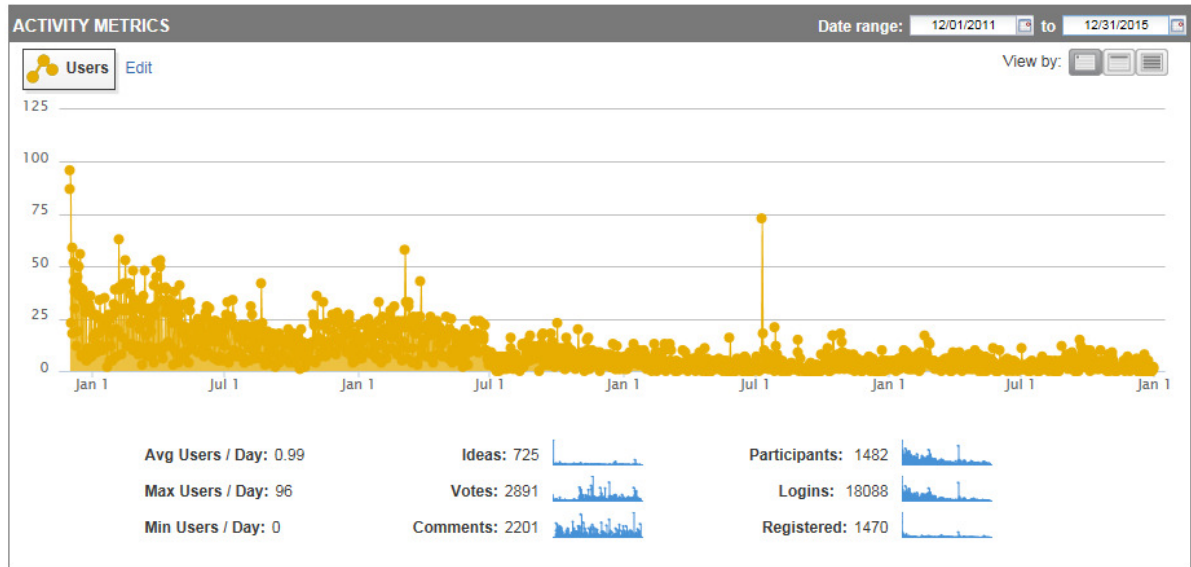 ACTIVITY METRICS Date range: 12/01/2011 to 12/31/2015
Users Edit View by:
125
100
75
50
25
0
Jan 1 Jul 1 Jan 1 Jul 1 Jan 1 Jul 1 Jan 1 Jul 1 Jan 1
Avg Users / Day: 0.99 Ideas: 725 Participants: 1482
Max Users / Day: 96 Votes: 2891 Logins: 18088
Min Users / Day: 0 Comments: 2201 Registered: 1470